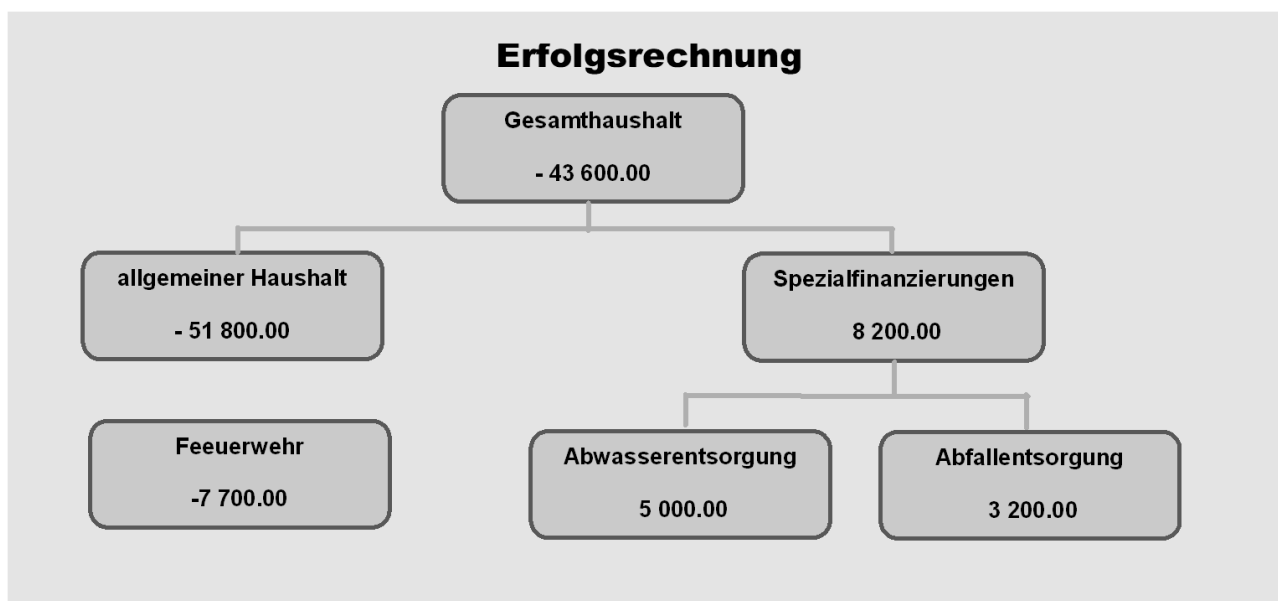 Erfolgsrechnung
Gesamthaushalt
- 43 600.00
allgemeiner Haushalt
- 51 800.00
Spezialfinanzierungen
8 200.00
Feeuerwehr
-7 700.00
Abwasserentsorgung
5 000.00
Abfallentsorgung
3 200.00